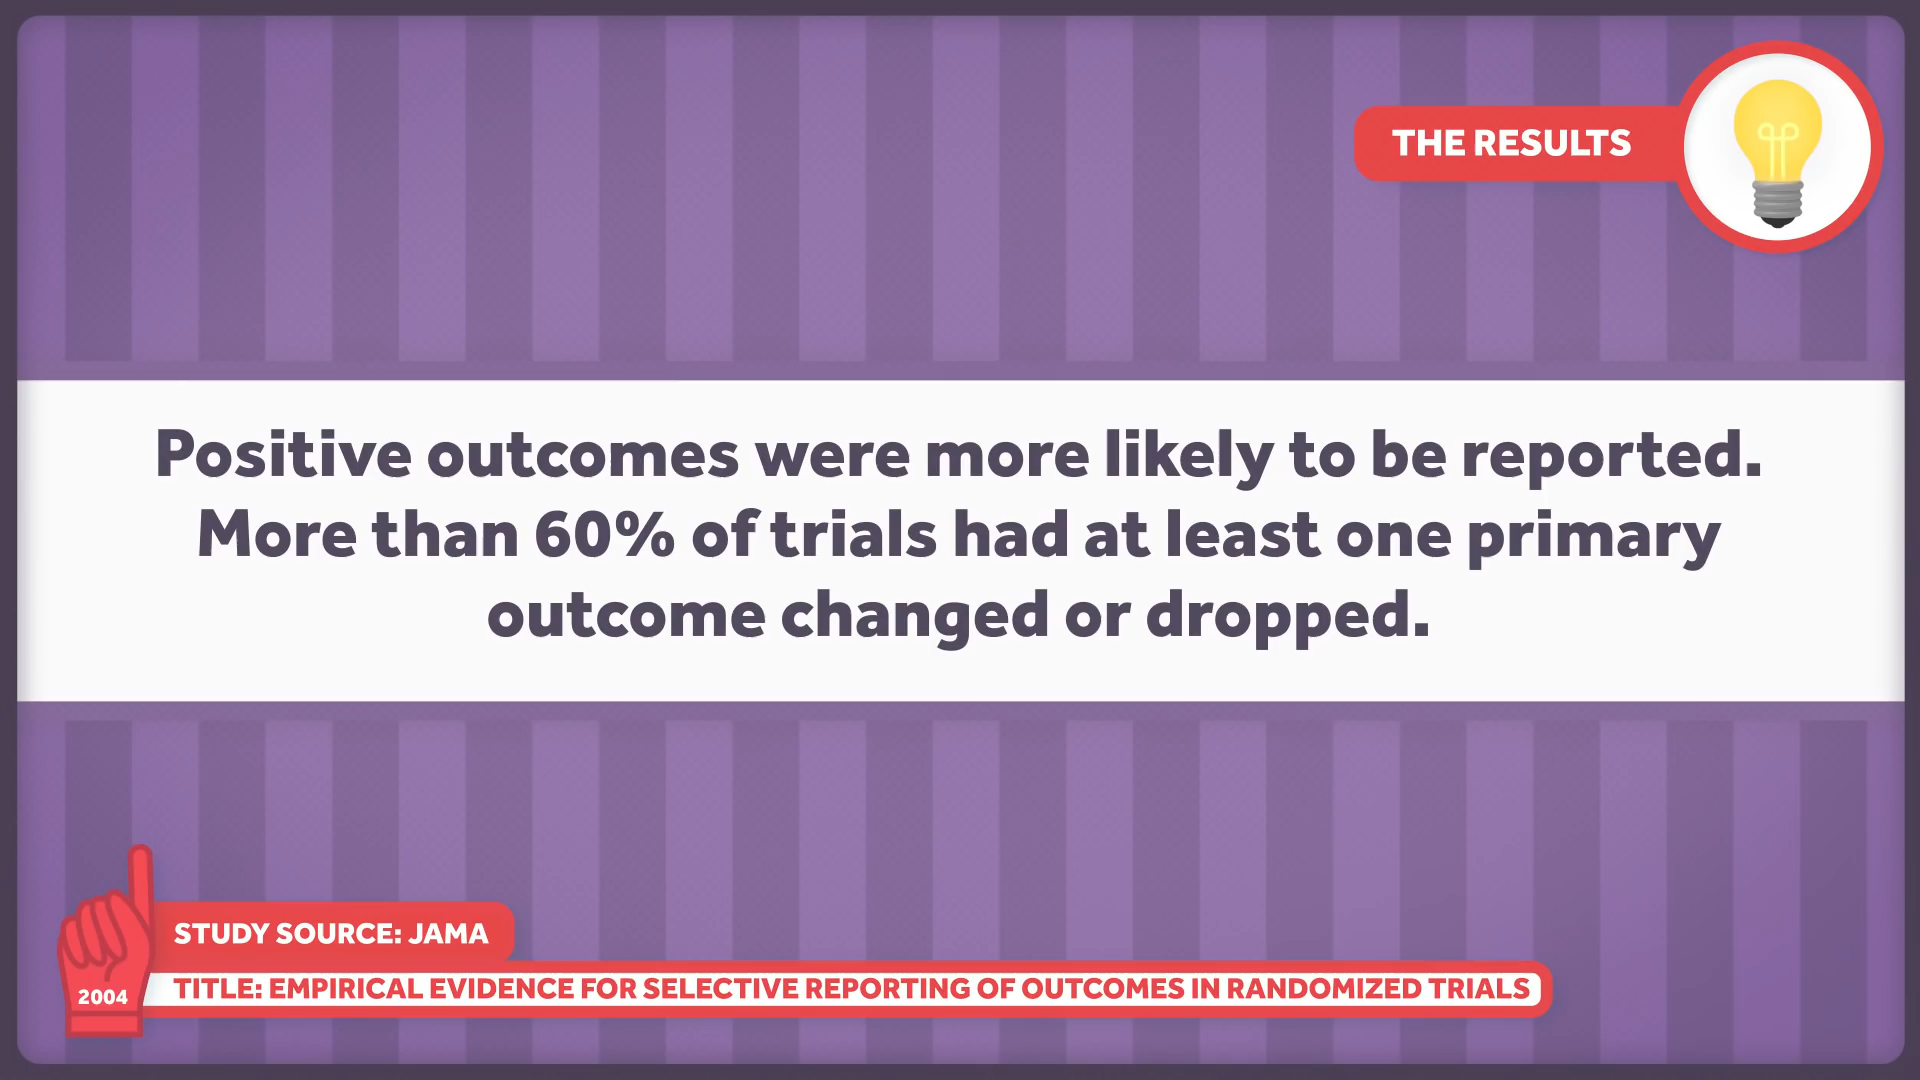 THE RESULTS
Positive outcomes were more likely to be reported.
More than 60% of trials had at least one primary
outcome changed or dropped.
STUDY SOURCE: JAMA
2004
TITLE: EMPIRICAL EVIDENCE FOR SELECTIVE REPORTING OF OUTCOMES IN RANDOMIZED TRIALS